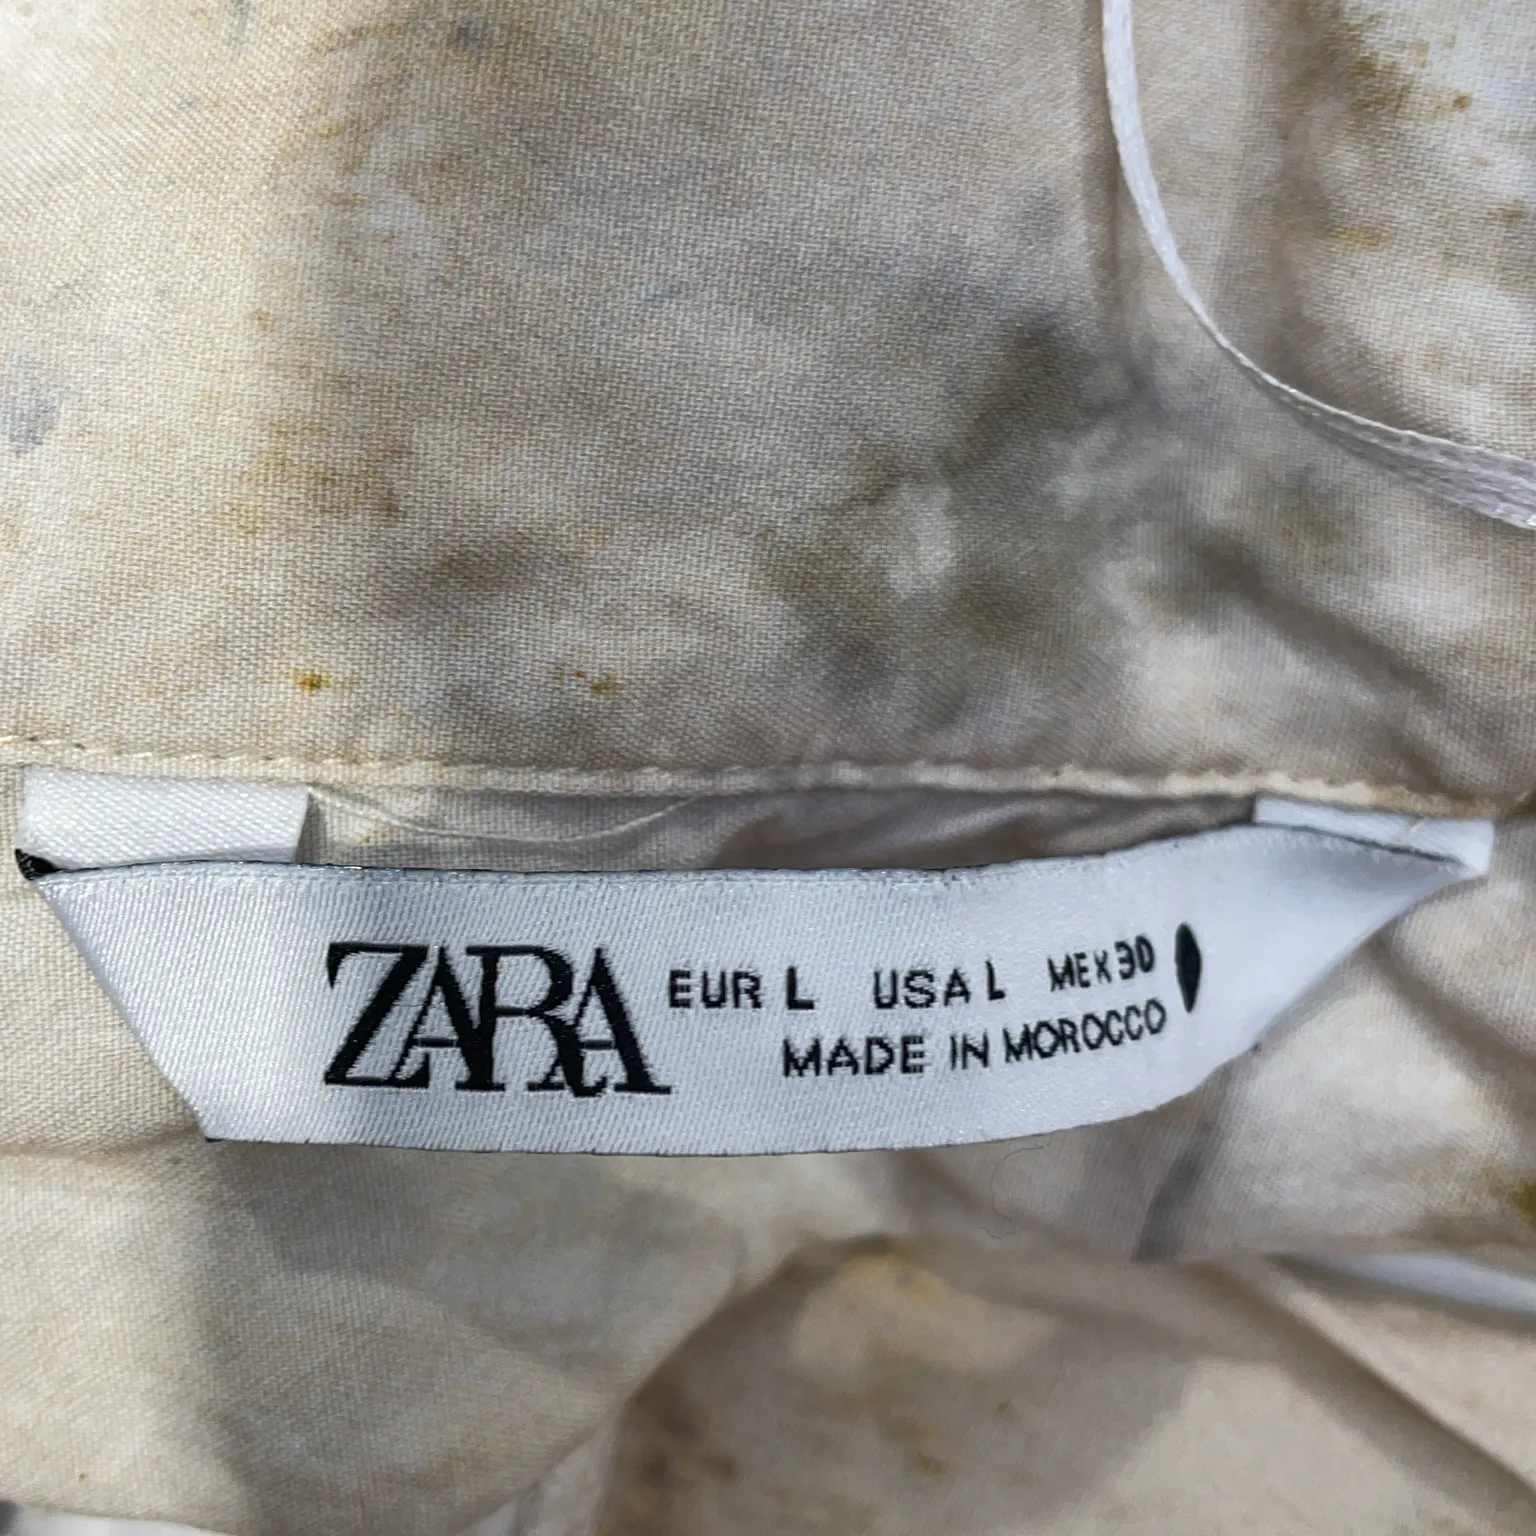 ZARA EUR L USA L MEX 30
MADE IN MOROCCO